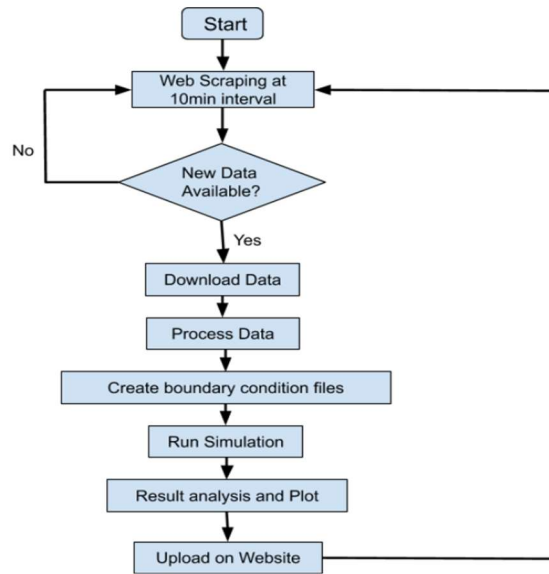 Start
Web Scraping at
10min interval
No
New Data
Available?
Yes
Download Data
Process Data
Create boundary condition files
Run Simulation
Result analysis and Plot
Upload on Website